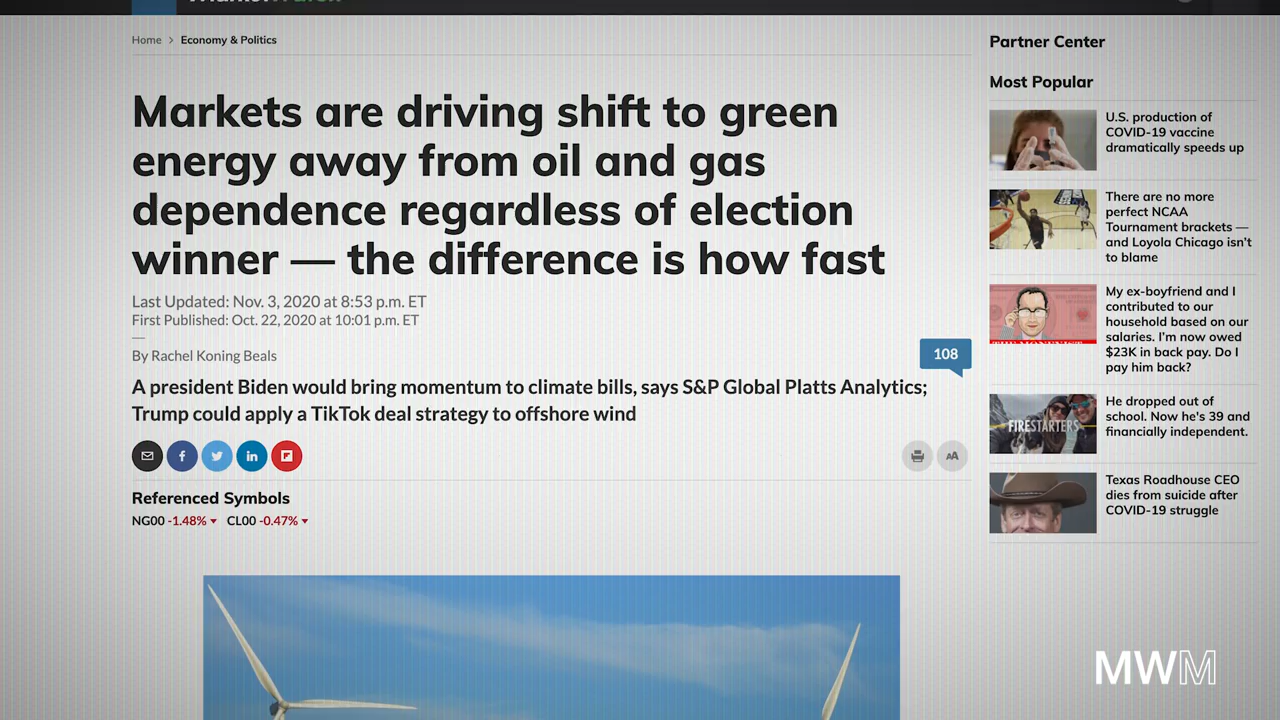 Home > Economy & Politics
Markets are driving shift to green
energy away from oil and gas
dependence regardless of election
winner — the difference is how fast
Last Updated: Nov. 3, 2020 at 8:53 p.m. ET
First Published: Oct. 22, 2020 at 10:01 p.m. ET
—
By Rachel Koning Beals
108
A president Biden would bring momentum to climate bills, says S&P Global Platts Analytics;
Trump could apply a TikTok deal strategy to offshore wind
AA
Referenced Symbols
NG00 -1.48% CL00 -0.47%
Partner Center
Most Popular
U.S. production of
COVID-19 vaccine
dramatically speeds up
There are no more
perfect NCAA
Tournament brackets —
and Loyola Chicago isn't
to blame
My ex-boyfriend and I
contributed to our
household based on our
salaries. I'm now owed
$23K in back pay. Do I
pay him back?
FIRESTARTERS
He dropped out of
school. Now he's 39 and
financially independent.
Texas Roadhouse CEO
dies from suicide after
COVID-19 struggle
MWM